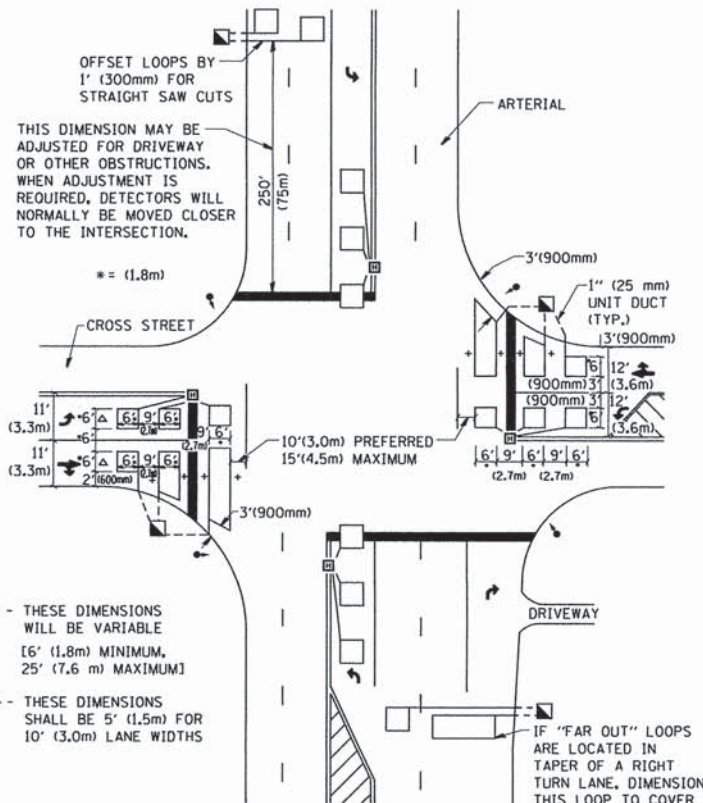 OFFSET LOOPS BY
1' (300mm) FOR
STRAIGHT SAW CUTS
THIS DIMENSION MAY BE
ADJUSTED FOR DRIVEWAY
OR OTHER OBSTRUCTIONS.
WHEN ADJUSTMENT IS
REQUIRED, DETECTORS WILL
NORMALLY BE MOVED CLOSER
TO THE INTERSECTION.
250'
(75m)
* = (1.8m)
ARTERIAL
H
3'(900mm)
1" (25 mm)
UNIT DUCT
(TYP.)
CROSS STREET
3'(900mm)
*6'
12'
(3.6m)
(900mm) 3'
(900mm) 3'
12'
(3.6m)
*6'
H
6' 9' 6' 9' 6'
* * *
(2.7m) (2.7m)
H
11'
(3.3m)
*6' △ 6' 9' 6'
(2.7m)
*6'
9' 6'
(2.7m) *
11'
(3.3m)
*6' △ 6' 9' 6'
(2.7m)
2' (600mm)
10'(3.0m) PREFERRED
15'(4.5m) MAXIMUM
3'(900mm)
H
DRIVEWAY
- THESE DIMENSIONS
WILL BE VARIABLE
[6' (1.8m) MINIMUM,
25' (7.6 m) MAXIMUM]
- THESE DIMENSIONS
SHALL BE 5' (1.5m) FOR
10' (3.0m) LANE WIDTHS
IF "FAR OUT" LOOPS
ARE LOCATED IN
TAPER OF A RIGHT
TURN LANE, DIMENSION
THIS LOOP TO COVER